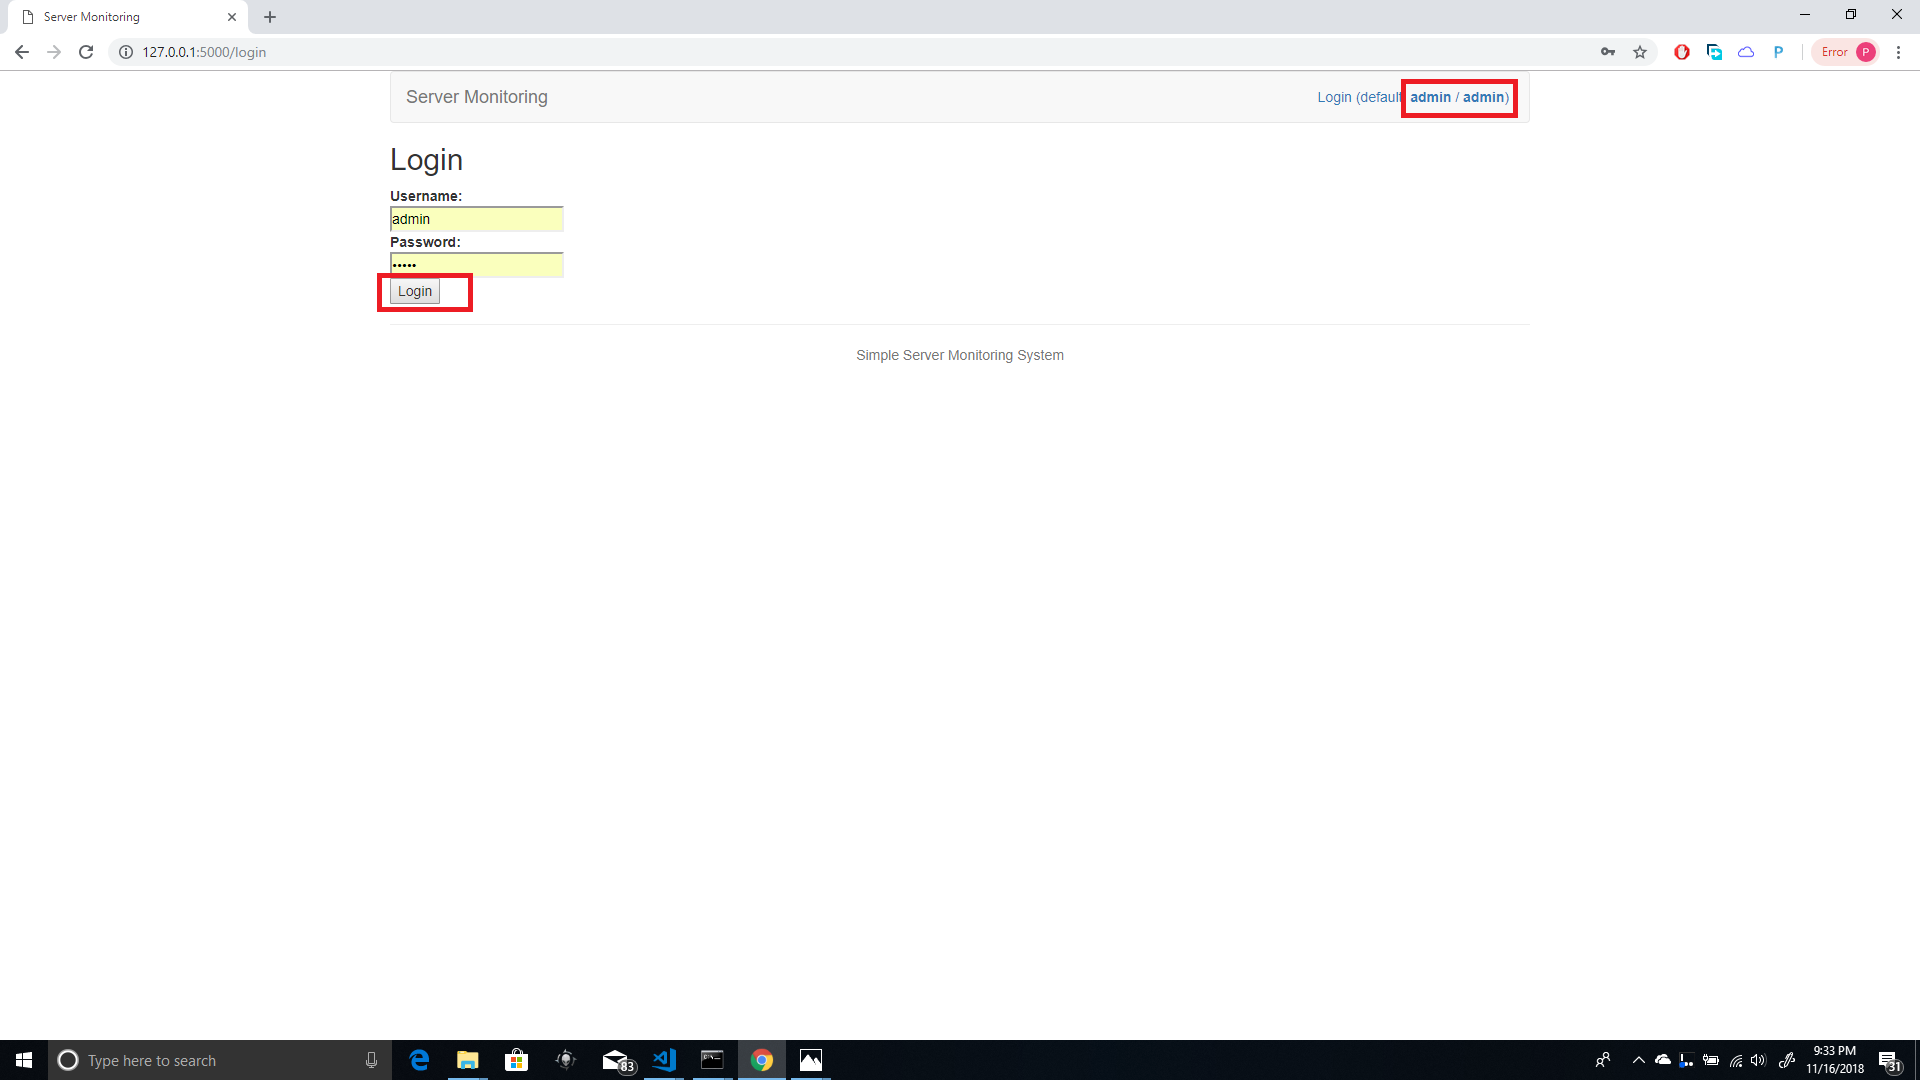 Server Monitoring
127.0.0.1:5000/login
Error P
Server Monitoring
Login (default admin / admin)
Login
Username:
admin
Password:
•••••
Login
Simple Server Monitoring System
Type here to search
83
9:33 PM
11/16/2018
31